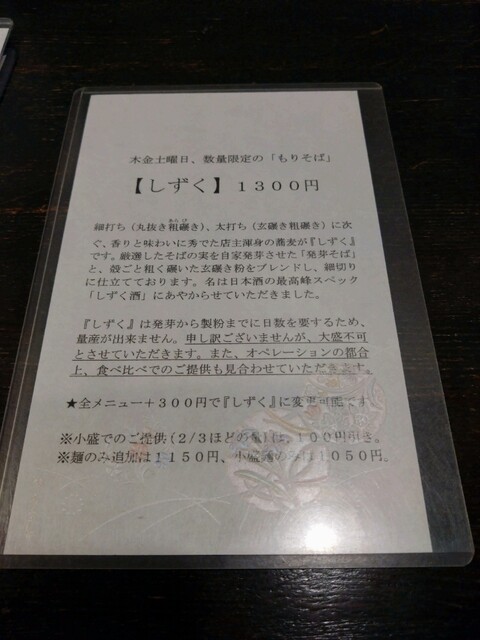 木金土曜日、数量限定の「もりそば」
【しずく】１３００円
細打ち（丸抜き粗碾き）、太打ち（玄碾き粗碾き）に次
ぐ、香りと味わいに秀でた店主渾身の蕎麦が『しずく』
です。厳選したそばの実を自家発芽させた「発芽そば」
と、殻ごと粗く碾いた玄碾き粉をブレンドし、細切り
に仕立てております。名は日本酒の最高峰スペック
「しずく酒」にあやからせていただきました。
『しずく』は発芽から製粉までに日数を要するため、
量産が出来ません。申し訳ございませんが、大盛不可
とさせていただきます。また、オペレーションの都合
上、食べ比べでのご提供も見合わせていただきます。
★全メニュー＋３００円で『しずく』に変更可能です
※小盛でのご提供（２/３ほどの量）は、１００円引き。
※麺のみ追加は１１５０円、小盛麺のみは１０５０円。